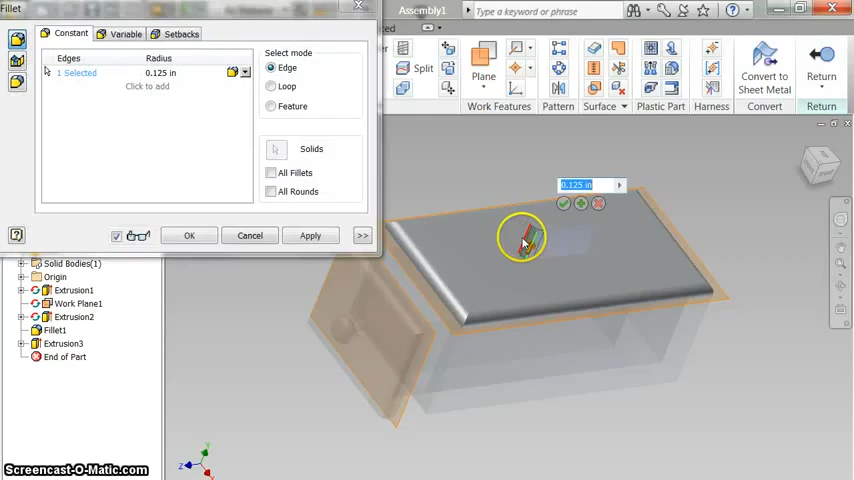 Fillet
Assembly1
Type a keyword or phrase
Constant
Variable
Setbacks
Edges
Radius
1 Selected
0.125 in
Click to add
Select mode
Edge
Loop
Feature
Solids
All Fillets
All Rounds
OK
Cancel
Apply
>>
Split
Plane
Work Features
Pattern
Surface
Plastic Part
Harness
Convert to
Sheet Metal
Convert
Return
Return
0.125 in
Solid Bodies(1)
Origin
Extrusion1
Work Plane1
Extrusion2
Fillet1
Extrusion3
End of Part
Z
Y
X
Screencast-O-Matic.com